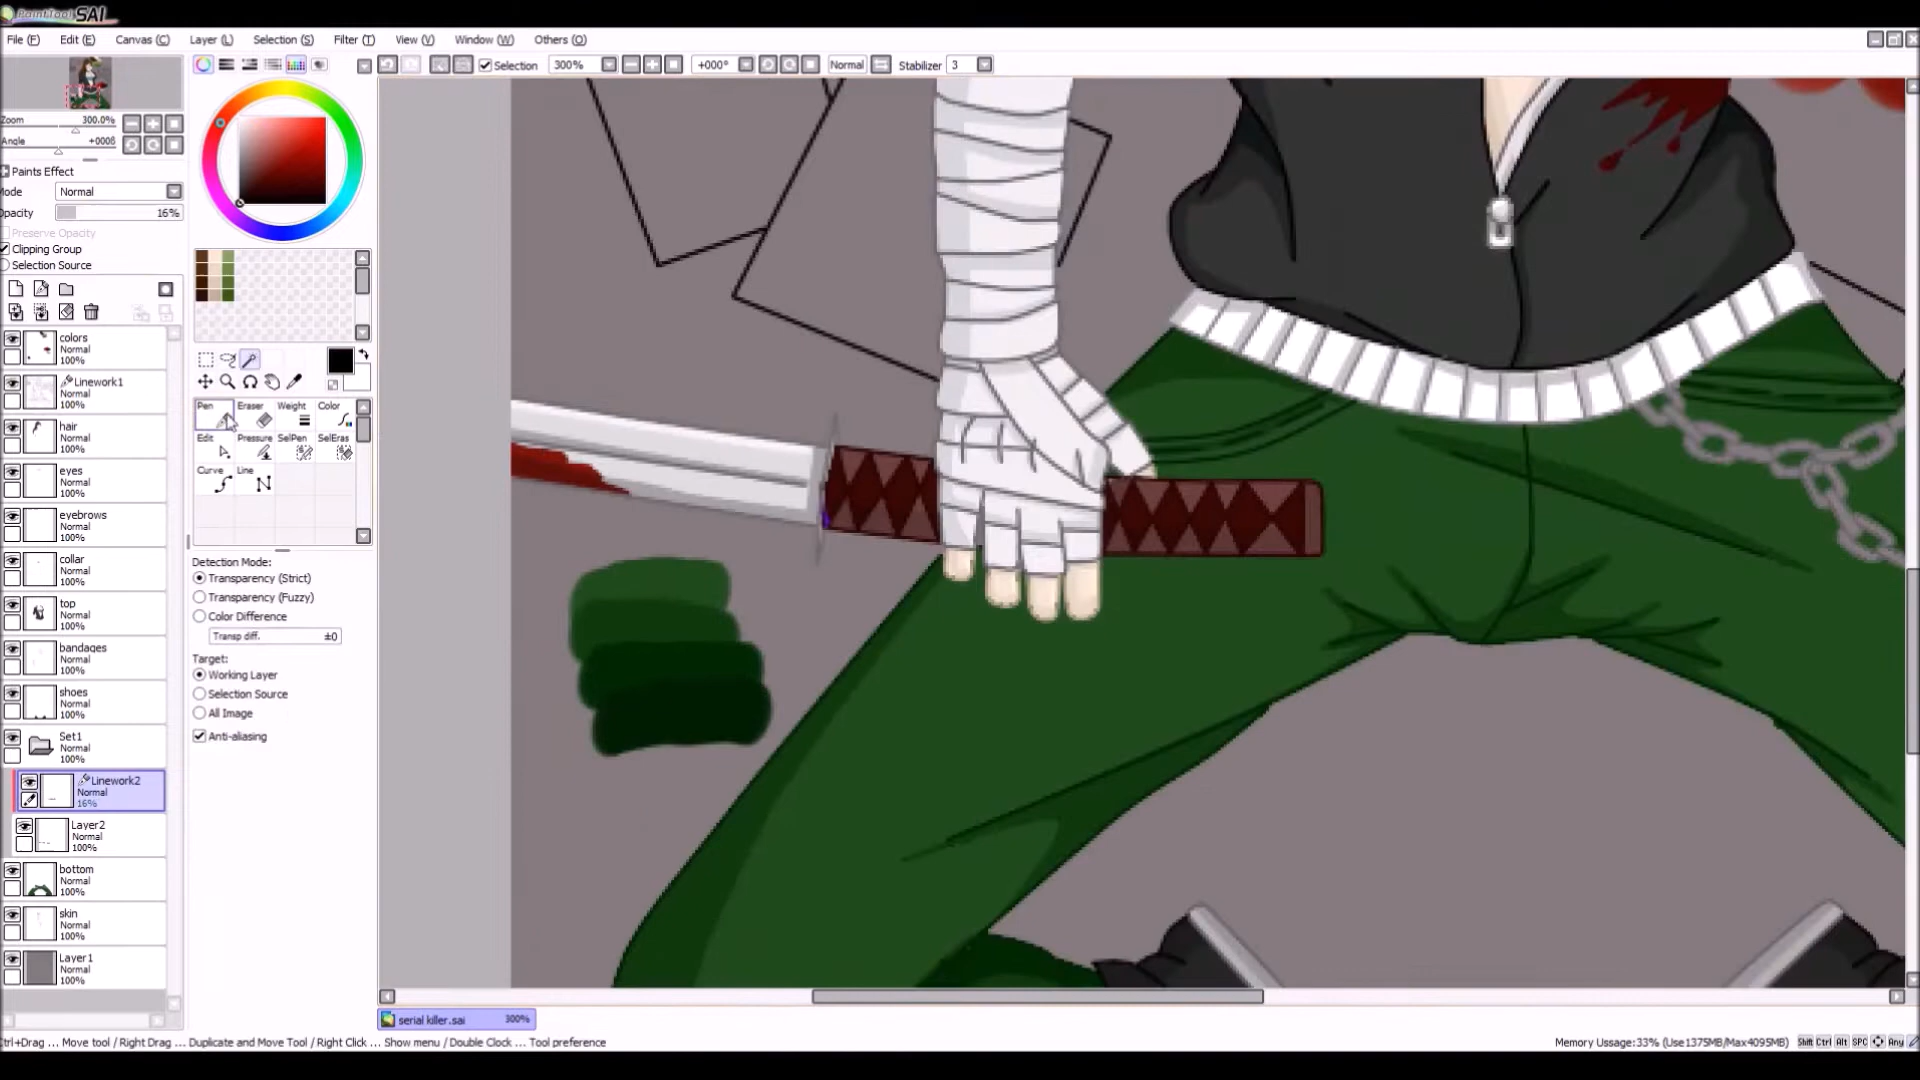 PaintTool SAI
File (F) Edit (E) Canvas (C) Layer (L) Selection (S) Filter (T) View (V) Window (W) Others (O)
Selection 300% +000° Normal Stabilizer 3
Zoom 300.0%
Angle +000ß
Paints Effect
Mode Normal
Opacity 16%
Preserve Opacity
Clipping Group
Selection Source
colors
Normal
100%
Linework1
Normal
100%
hair
Normal
100%
eyes
Normal
100%
eyebrows
Normal
100%
collar
Normal
100%
top
Normal
100%
bandages
Normal
100%
shoes
Normal
100%
Set1
Normal
100%
Linework2
Normal
16%
Layer2
Normal
100%
bottom
Normal
100%
skin
Normal
100%
Layer1
Normal
100%
Pen Eraser Weight Color
Edit Pressure SelPen SelEras
Curve Line
Detection Mode:
Transparency (Strict)
Transparency (Fuzzy)
Color Difference
Transp diff. ±0
Target:
Working Layer
Selection Source
All Image
Anti-aliasing
serial killer.sai 300%
Ctrl+Drag ... Move tool / Right Drag ... Duplicate and Move Tool / Right Click ... Show menu / Double Clock ... Tool preference
Memory Ussage:33% (Use1375MB/Max4095MB) Shift Ctrl Alt SPC Any